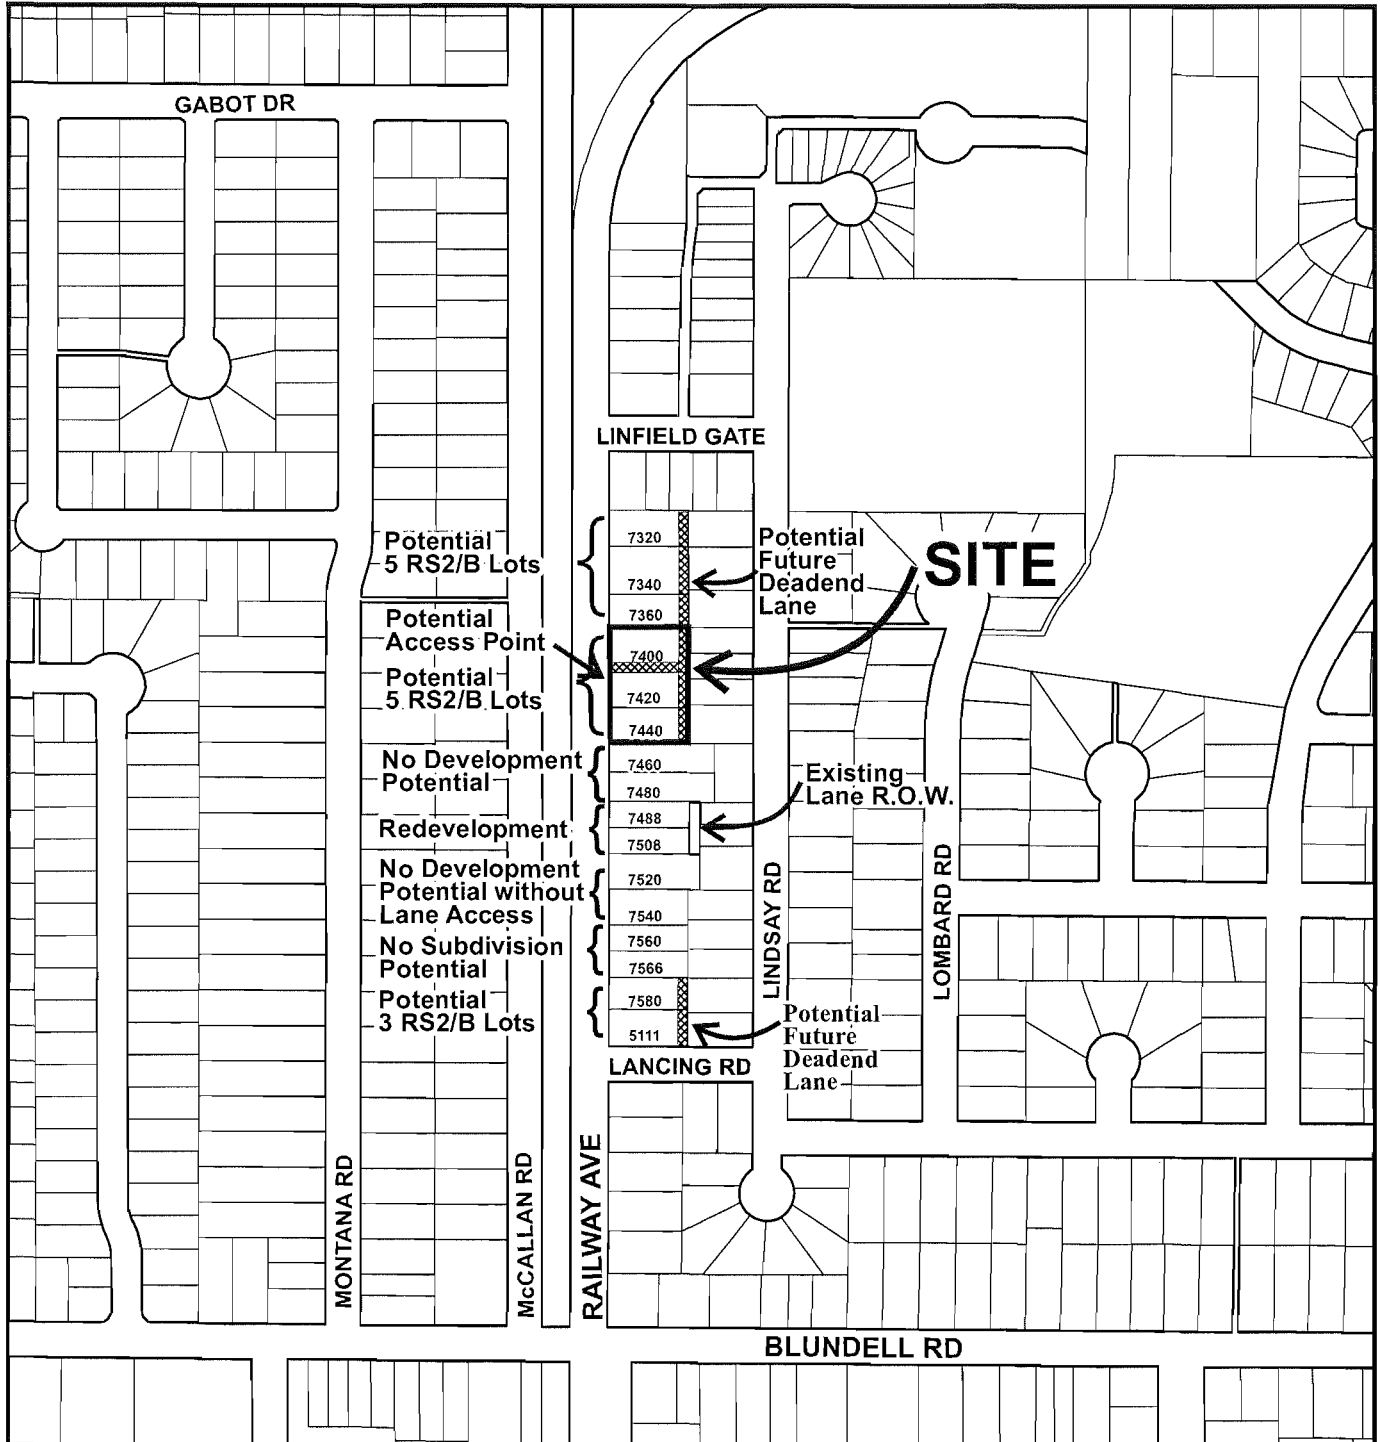 GABOT DR
LINFIELD GATE
Potential
5 RS2/B Lots
7320
7340
7360
Potential
Future
Deadend
Lane
SITE
Potential
Access Point
Potential
5 RS2/B Lots
7400
7420
7440
No Development
Potential
7460
7480
Existing
Lane R.O.W.
Redevelopment
7488
7508
No Development
Potential without
Lane Access
7520
7540
No Subdivision
Potential
7560
7566
Potential
3 RS2/B Lots
7580
5111
Potential
Future
Deadend
Lane
LINDSAY RD
LOMBARD RD
LANCING RD
MONTANA RD
McCALLAN RD
RAILWAY AVE
BLUNDELL RD